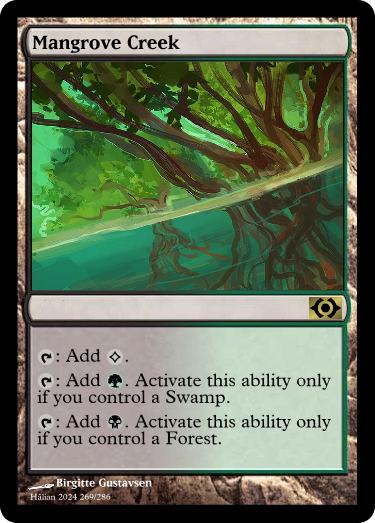 Mangrove Creek
: Add .
: Add . Activate this ability only
if you control a Swamp.
: Add . Activate this ability only
if you control a Forest.
Birgitte Gustavsen
Hálian 2024 269/286